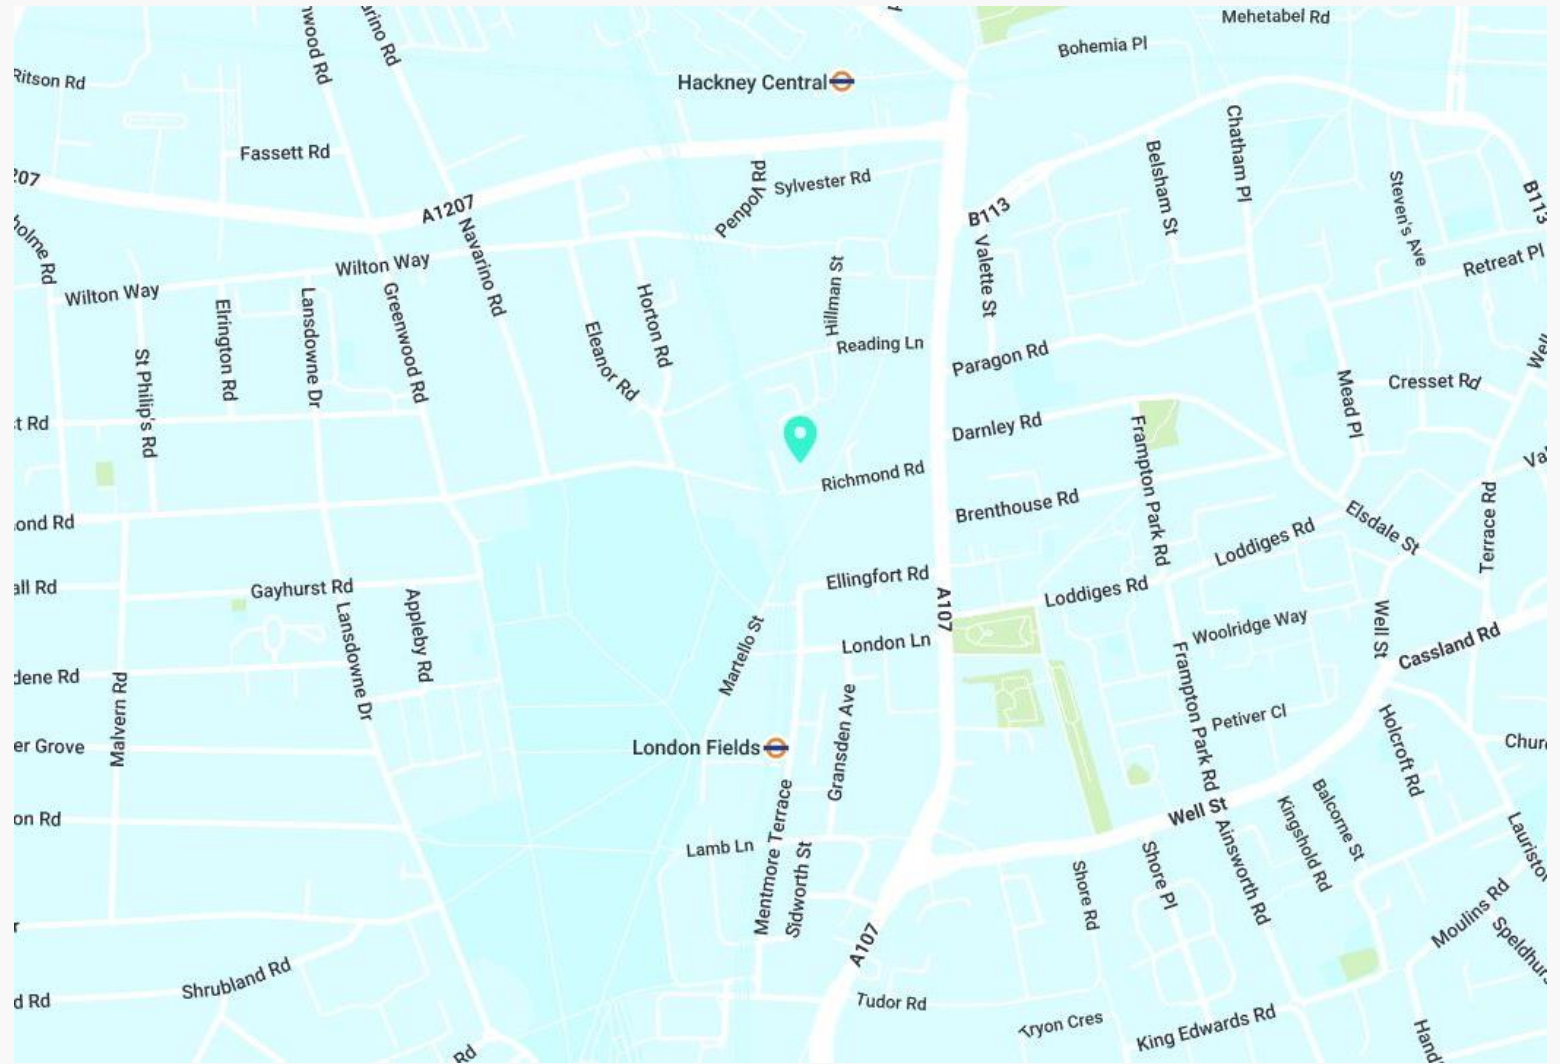 Mehetabel Rd
Bohemia Pl
Ritson Rd
Hackney Central
Fassett Rd
Penpoyl Rd
Sylvester Rd
Belsham St
Chatham Pl
Steven's Ave
B113
A1207
B113
Valette St
Navarino Rd
Wilton Way
Wilton Way
Retreat Pl
Hillman St
Horton Rd
Greenwood Rd
Lansdowne Dr
Elrington Rd
St Philip's Rd
Eleanor Rd
Reading Ln
Paragon Rd
Mead Pl
Cresset Rd
Darnley Rd
Frampton Park Rd
Richmond Rd
Brenthouse Rd
Elsdale St
Terrace Rd
Loddiges Rd
Ellingfort Rd
Loddiges Rd
Gayhurst Rd
A107
Appleby Rd
Lansdowne Dr
Martello St
London Ln
Woolridge Way
Well St
Cassland Rd
Frampton Park Rd
Malvern Rd
Petiver Cl
Holcroft Rd
London Fields
Gransden Ave
Mentmore Terrace
Lamb Ln
Sidworth St
Well St
Balcorne St
Kingshold Rd
Ainsworth Rd
Shore Pl
Shore Rd
Moulins Rd
A107
Shrubland Rd
Tudor Rd
Tryon Cres
King Edwards Rd
Rd